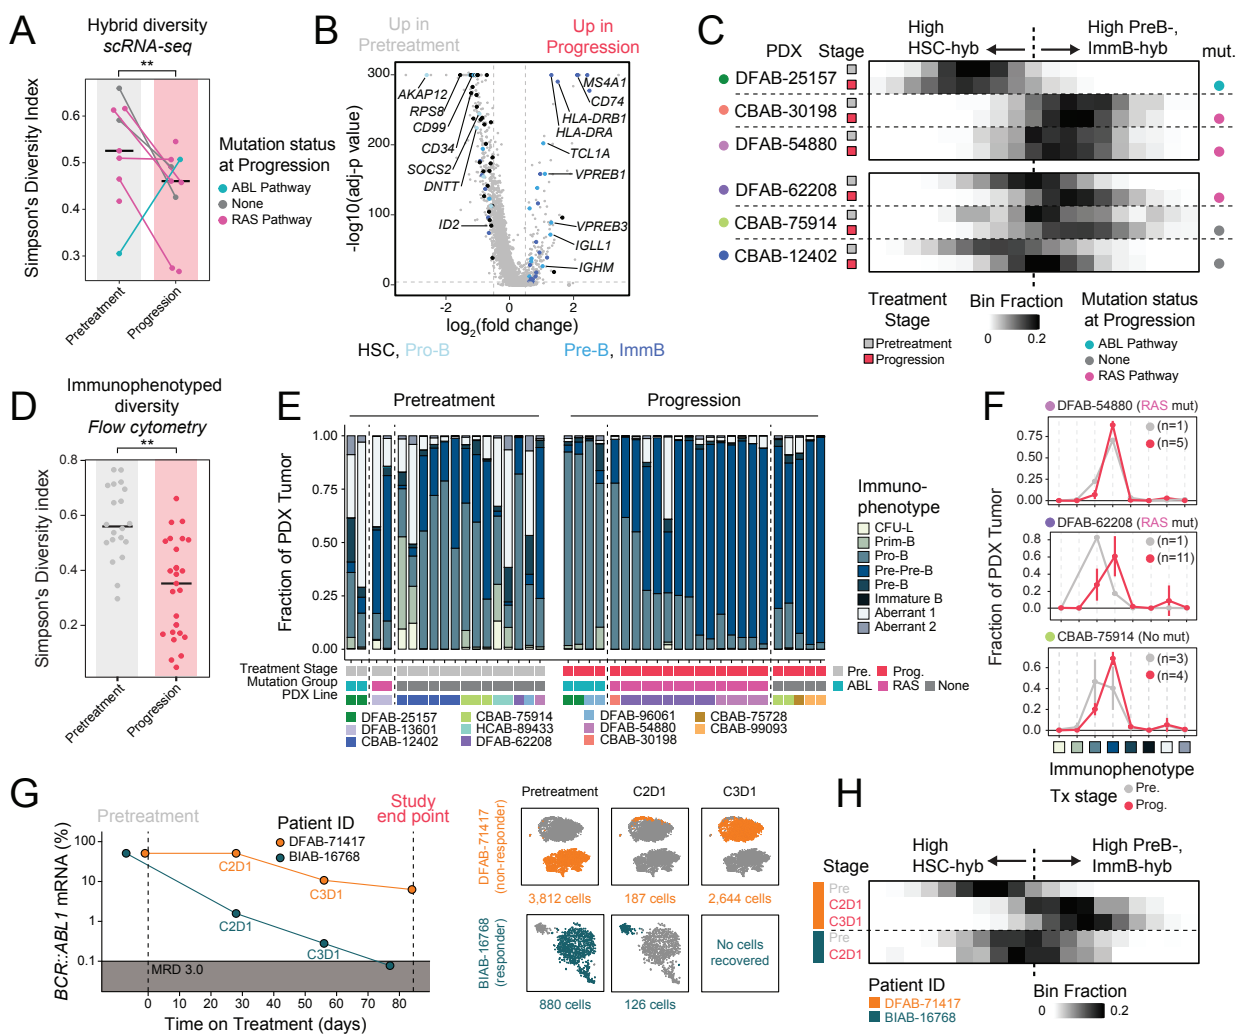 A
Hybrid diversity
scRNA-seq
**
Simpson's Diversity Index
0.6
0.5
0.4
0.3
Pretreatment
Progression
Mutation status
at Progression
ABL Pathway
None
RAS Pathway
B
Up in
Pretreatment
Up in
Progression
-log10(adj-p value)
300
200
100
0
AKAP12
RPS8
CD99
CD34
SOCS2
DNTT
ID2
MS4A1
CD74
HLA-DRB1
HLA-DRA
TCL1A
VPREB1
VPREB3
IGLL1
IGHM
-2
0
2
log2(fold change)
HSC, Pro-B
Pre-B, ImmB
C
PDX
Stage
High
HSC-hyb
High PreB-,
ImmB-hyb
mut.
DFAB-25157
CBAB-30198
DFAB-54880
DFAB-62208
CBAB-75914
CBAB-12402
Treatment
Stage
Pretreatment
Progression
Bin Fraction
0
0.2
Mutation status
at Progression
ABL Pathway
None
RAS Pathway
D
Immunophenotyped
diversity
Flow cytometry
**
Simpson's Diversity index
0.8
0.6
0.4
0.2
Pretreatment
Progression
E
Pretreatment
Progression
Fraction of PDX Tumor
1.00
0.75
0.50
0.25
0.00
Immuno-
phenotype
CFU-L
Prim-B
Pro-B
Pre-Pre-B
Pre-B
Immature B
Aberrant 1
Aberrant 2
Treatment Stage
Mutation Group
PDX Line
Pre.
Prog.
ABL
RAS
None
DFAB-25157
DFAB-13601
CBAB-12402
CBAB-75914
HCAB-89433
DFAB-62208
DFAB-96061
DFAB-54880
CBAB-30198
CBAB-75728
CBAB-99093
F
DFAB-54880 (RAS mut)
(n=1)
(n=5)
0.75
0.50
0.25
0.00
DFAB-62208 (RAS mut)
(n=1)
(n=11)
0.8
0.6
0.4
0.2
0.0
CBAB-75914 (No mut)
(n=3)
(n=4)
0.6
0.4
0.2
0.0
Fraction of PDX Tumor
Immunophenotype
Tx stage
Pre.
Prog.
G
Pretreatment
Study
end point
Patient ID
DFAB-71417
BIAB-16768
BCR::ABL1 mRNA (%)
100
10
1
0.1
C2D1
C3D1
C2D1
C3D1
MRD 3.0
0
20
40
60
80
Time on Treatment (days)
Pretreatment
C2D1
C3D1
DFAB-71417
(non-responder)
3,812 cells
187 cells
2,644 cells
BIAB-16768
(responder)
No cells
recovered
880 cells
126 cells
H
High
HSC-hyb
High PreB-,
ImmB-hyb
Stage
Pre
C2D1
C3D1
Pre
C2D1
Patient ID
DFAB-71417
BIAB-16768
Bin Fraction
0
0.2